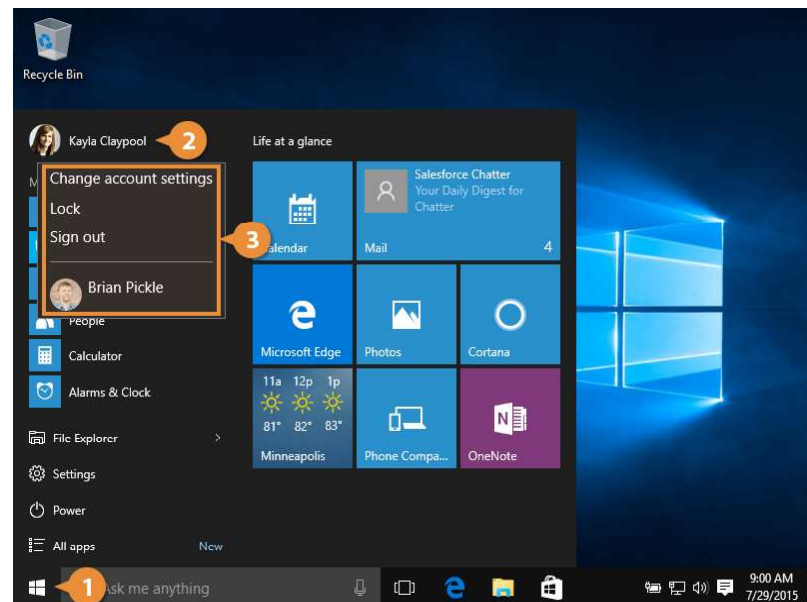 Recycle Bin
Kayla Claypool
2
Life at a glance
M
Change account settings
Lock
Sign out
3
Brian Pickle
People
Calculator
Alarms & Clock
File Explorer
Settings
Power
All apps
New
alendar
Salesforce Chatter
Your Daily Digest for
Chatter
Mail
4
Microsoft Edge
Photos
Cortana
11a 12p 1p
81° 82° 83°
Minneapolis
Phone Compa...
N
OneNote
1
sk me anything
9:00 AM
7/29/2015